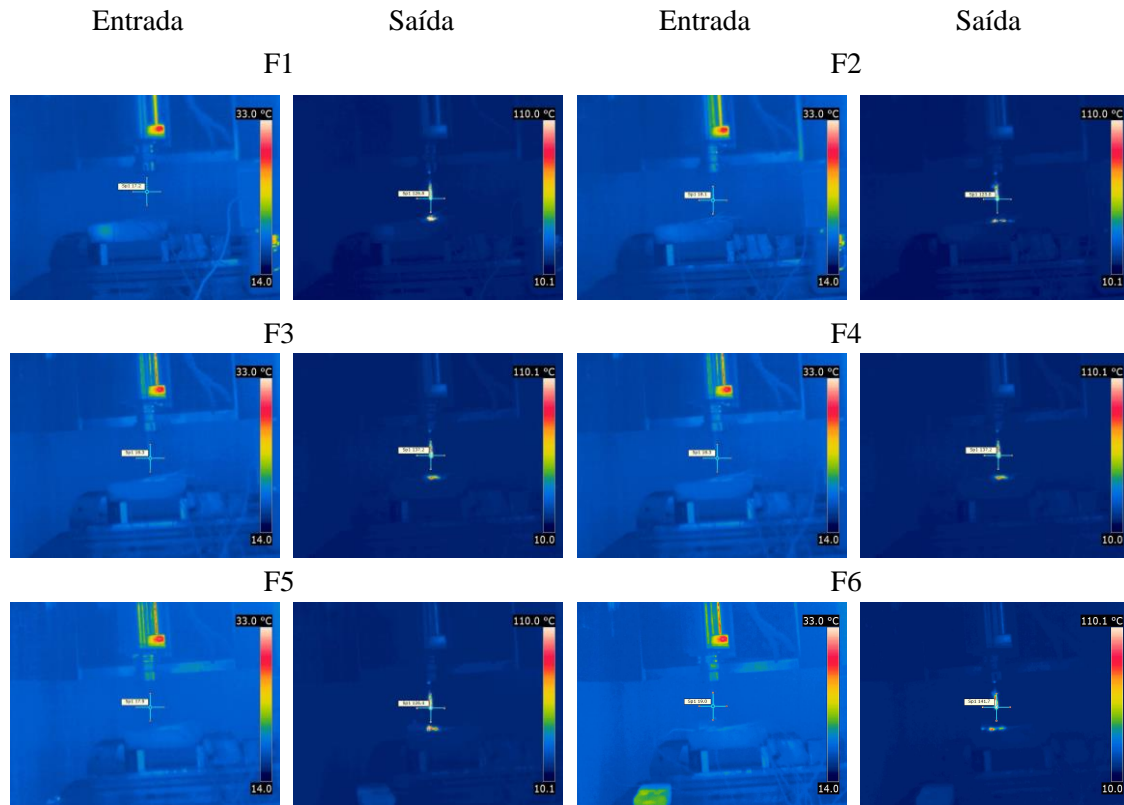 Entrada Saída Entrada Saída
F1 F2
33.0 °C 110.0 °C 33.0 °C 110.0 °C
14.0 10.1 14.0 10.1
F3 F4
33.0 °C 110.1 °C 33.0 °C 110.1 °C
14.0 10.0 14.0 10.0
F5 F6
33.0 °C 110.0 °C 33.0 °C 110.1 °C
14.0 10.1 14.0 10.0